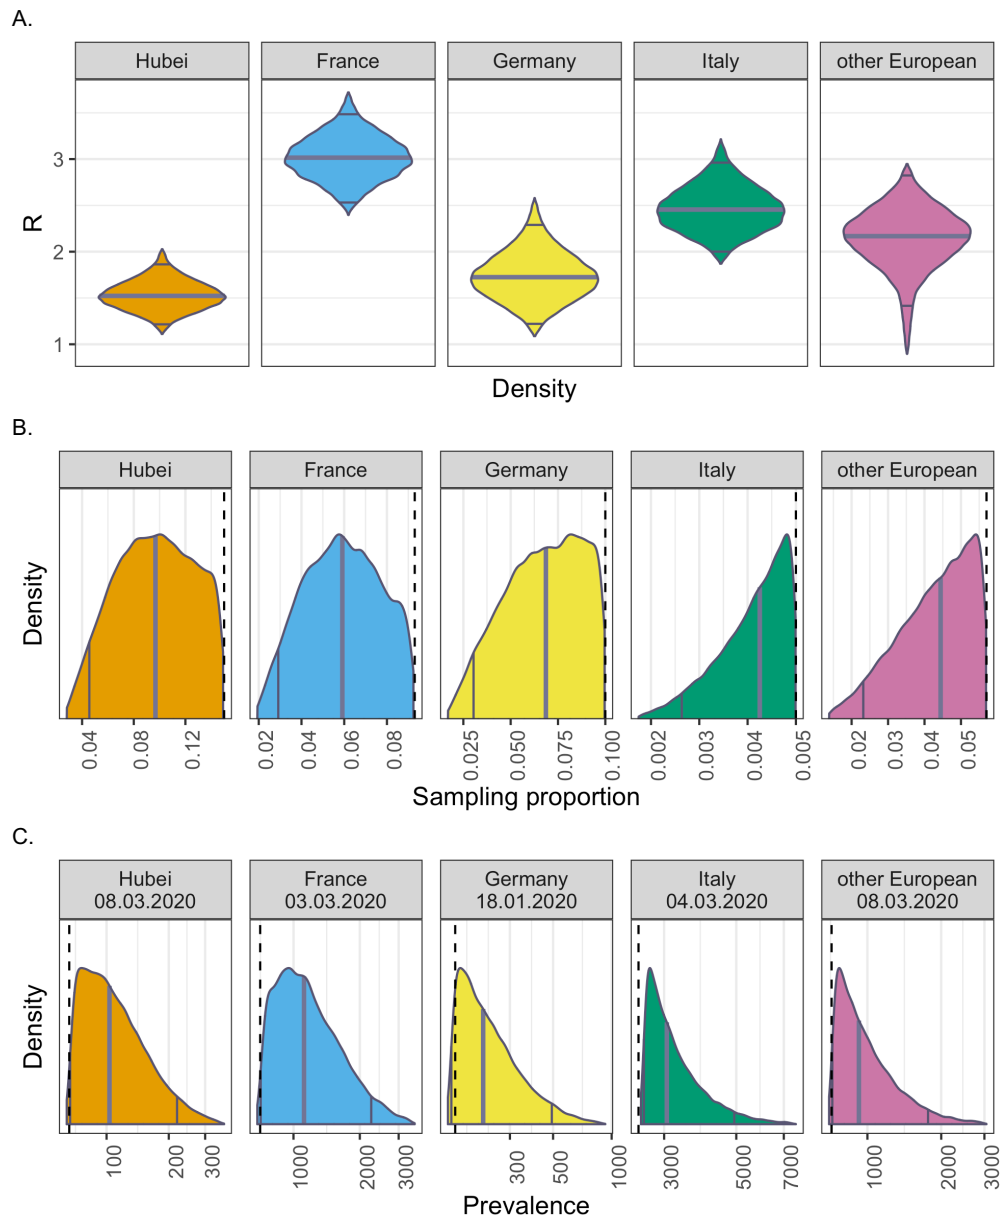 A.
Hubei France Germany Italy other European
R
3
2
1
Density
B.
Hubei France Germany Italy other European
Density
0.04 0.08 0.12 0.02 0.04 0.06 0.08 0.025 0.050 0.075 0.100 0.002 0.003 0.004 0.005 0.02 0.03 0.04 0.05
Sampling proportion
C.
Hubei France Germany Italy other European
08.03.2020 03.03.2020 18.01.2020 04.03.2020 08.03.2020
Density
100 200 300 1000 2000 3000 300 500 1000 3000 5000 7000 1000 2000 3000
Prevalence